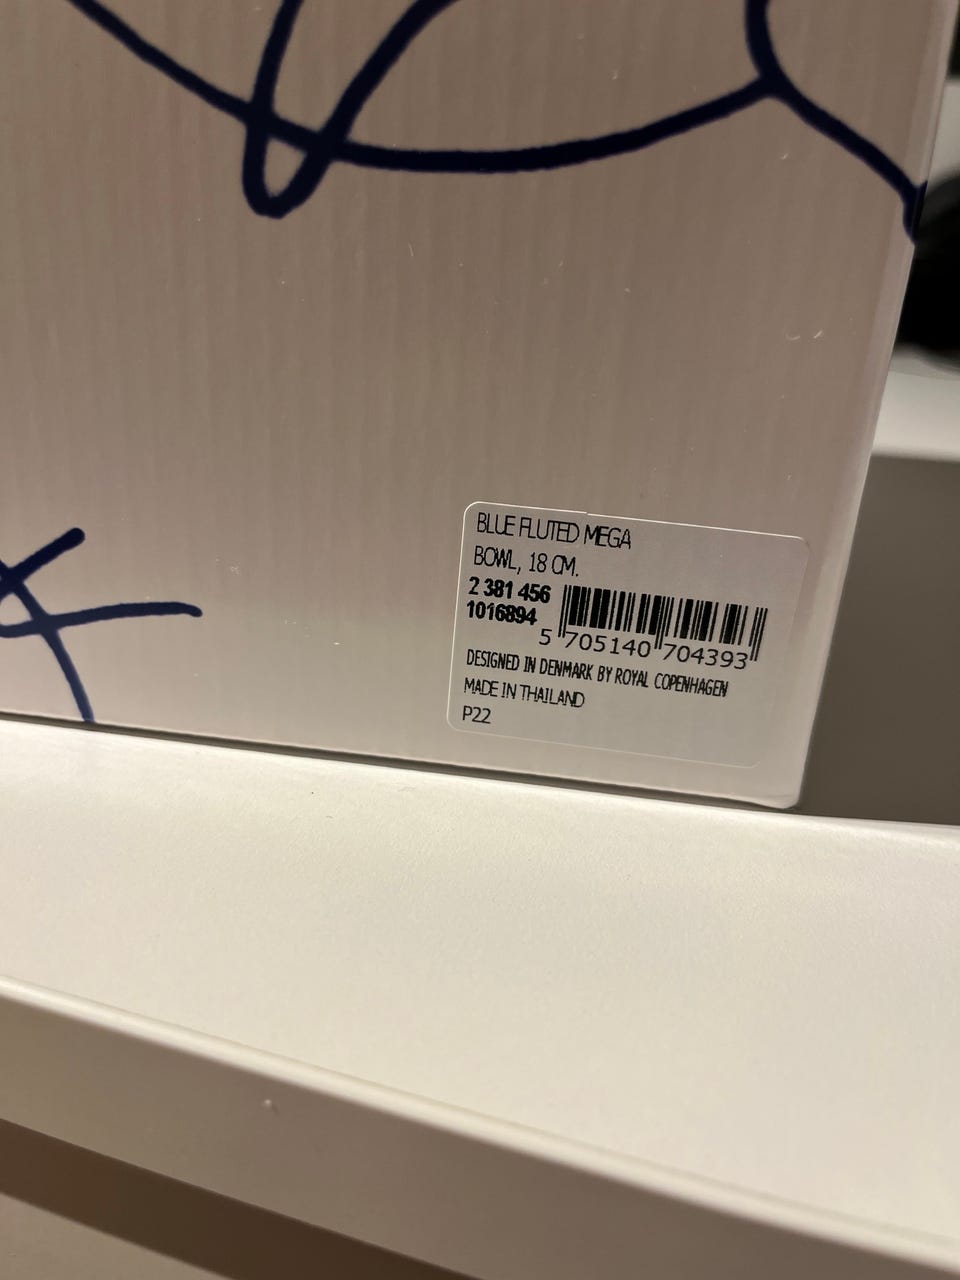 BLUE FLUTED MEGA
BOWL, 18 CM.
2 381 456
1016894
5 705140 704393
DESIGNED IN DENMARK BY ROYAL COPENHAGEN
MADE IN THAILAND
P22